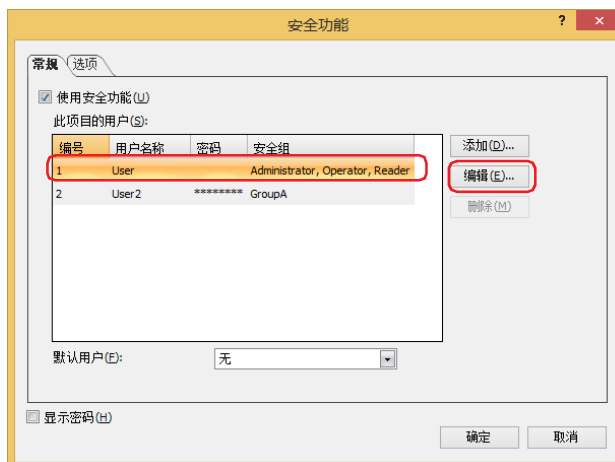 安全功能
? ×
常规 选项
使用安全功能(U)
此项目的用户(S):
编号 用户名称 密码 安全组
1 User Administrator, Operator, Reader
2 User2 ******** GroupA
添加(D)...
编辑(E)...
删除(M)
默认用户(F): 无
显示密码(H)
确定 取消